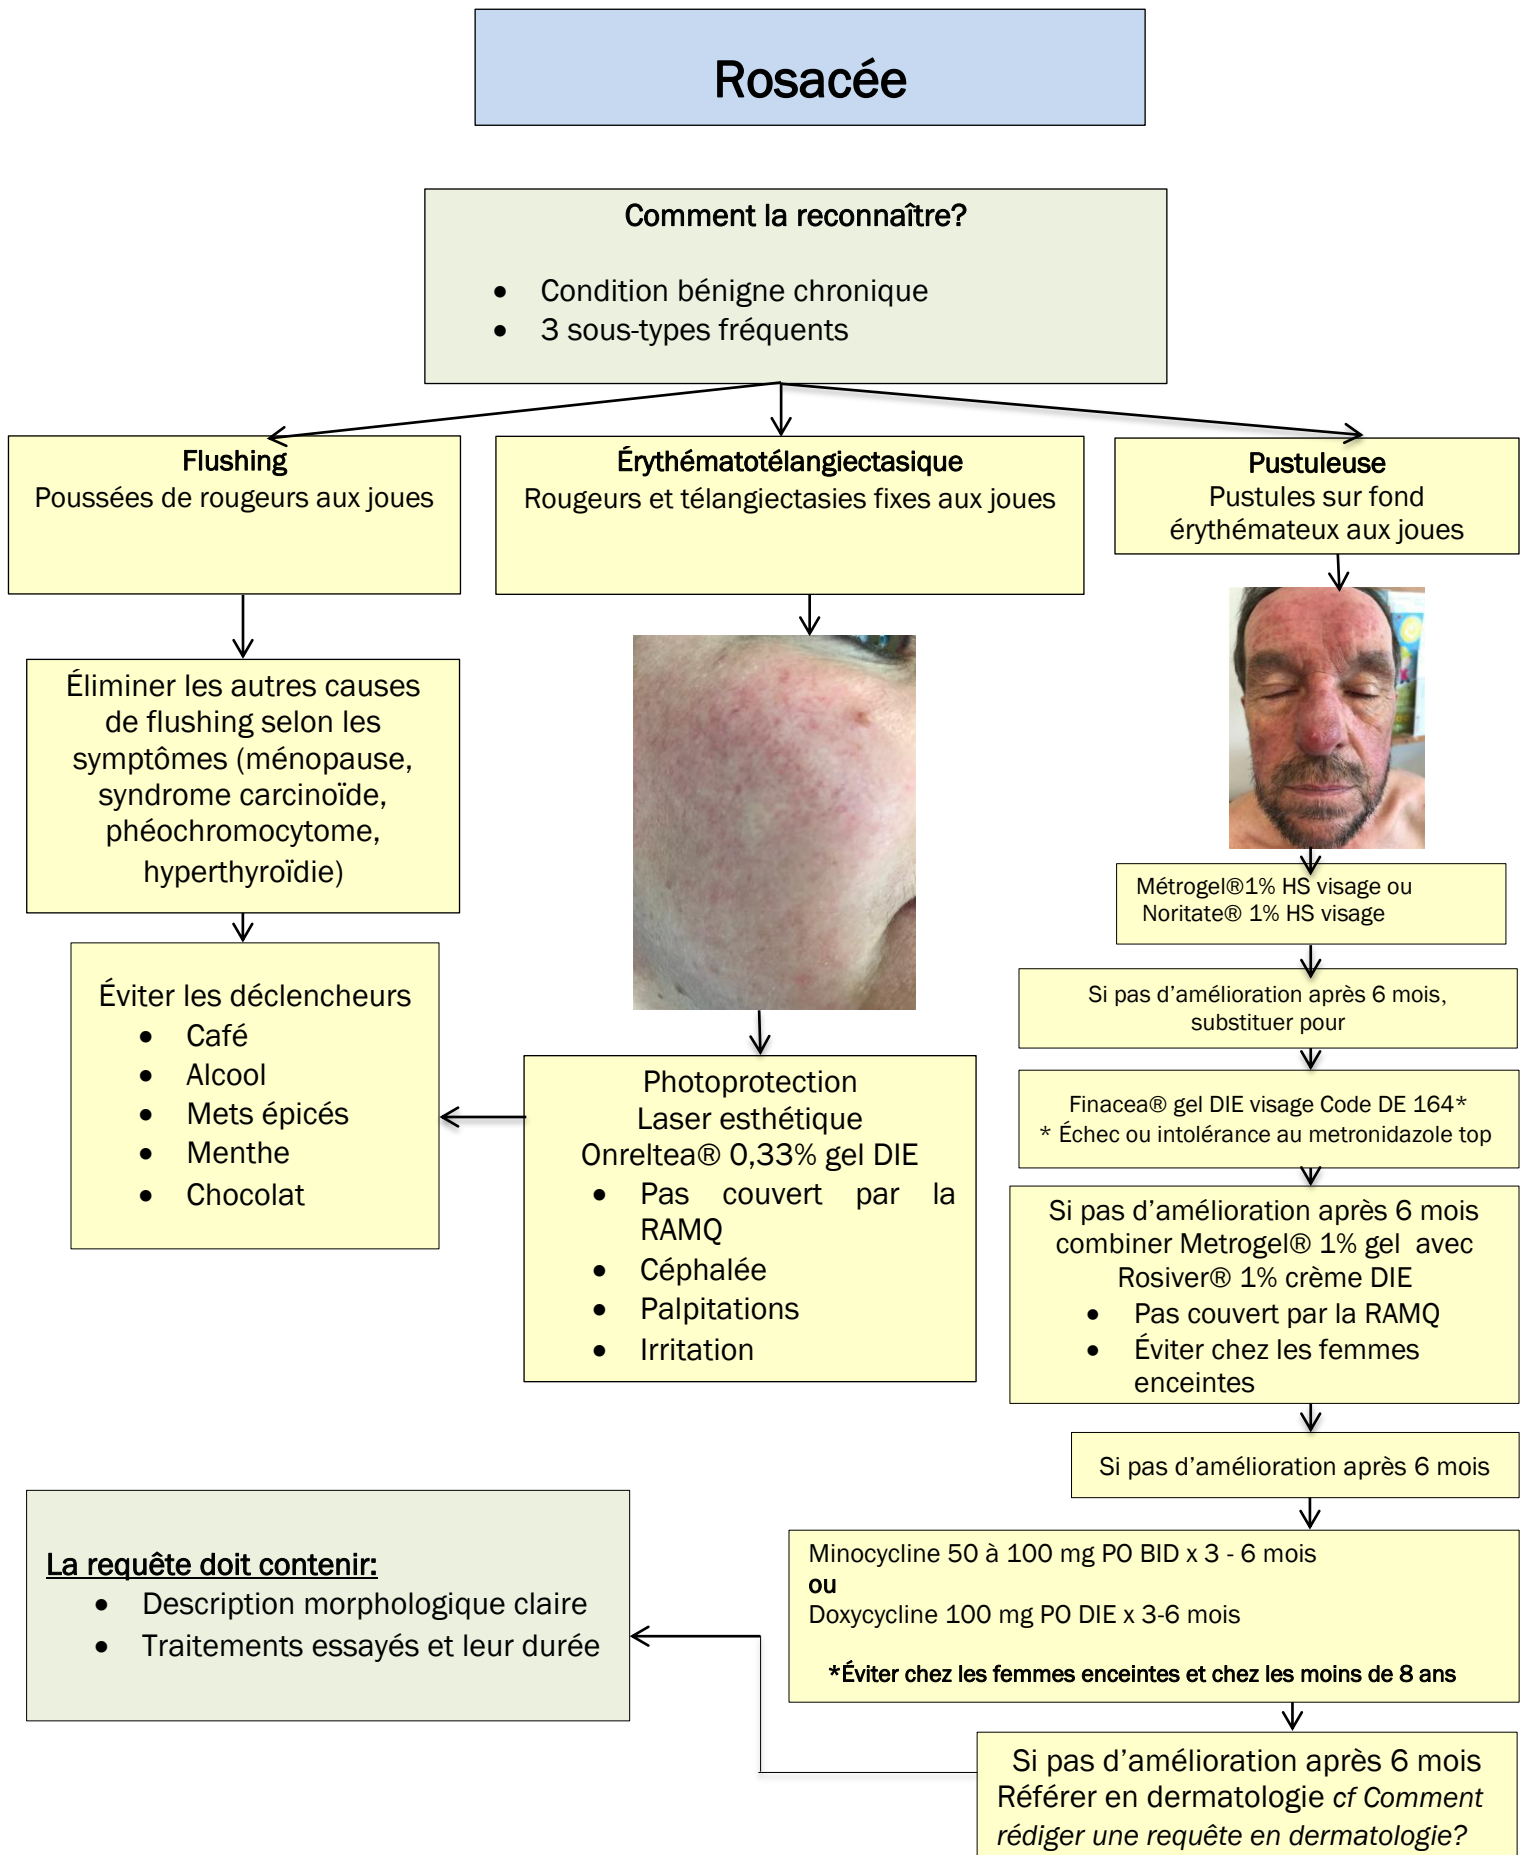 Rosacée
Comment la reconnaître?
• Condition bénigne chronique
• 3 sous-types fréquents
Flushing
Poussées de rougeurs aux joues
Érythématotélangiectasique
Rougeurs et télangiectasies fixes aux joues
Pustuleuse
Pustules sur fond
érythémateux aux joues
Éliminer les autres causes
de flushing selon les
symptômes (ménopause,
syndrome carcinoïde,
phéochromocytome,
hyperthyroïdie)
Éviter les déclencheurs
• Café
• Alcool
• Mets épicés
• Menthe
• Chocolat
Photoprotection
Laser esthétique
Onreltea® 0,33% gel DIE
• Pas couvert par la
RAMQ
• Céphalée
• Palpitations
• Irritation
Métrogel®1% HS visage ou
Noritate® 1% HS visage
Si pas d'amélioration après 6 mois,
substituer pour
Finacea® gel DIE visage Code DE 164*
* Échec ou intolérance au metronidazole top
Si pas d'amélioration après 6 mois
combiner Metrogel® 1% gel avec
Rosiver® 1% crème DIE
• Pas couvert par la RAMQ
• Éviter chez les femmes
enceintes
Si pas d'amélioration après 6 mois
Minocycline 50 à 100 mg PO BID x 3 - 6 mois
ou
Doxycycline 100 mg PO DIE x 3-6 mois
*Éviter chez les femmes enceintes et chez les moins de 8 ans
Si pas d'amélioration après 6 mois
Référer en dermatologie cf Comment
rédiger une requête en dermatologie?
La requête doit contenir:
• Description morphologique claire
• Traitements essayés et leur durée